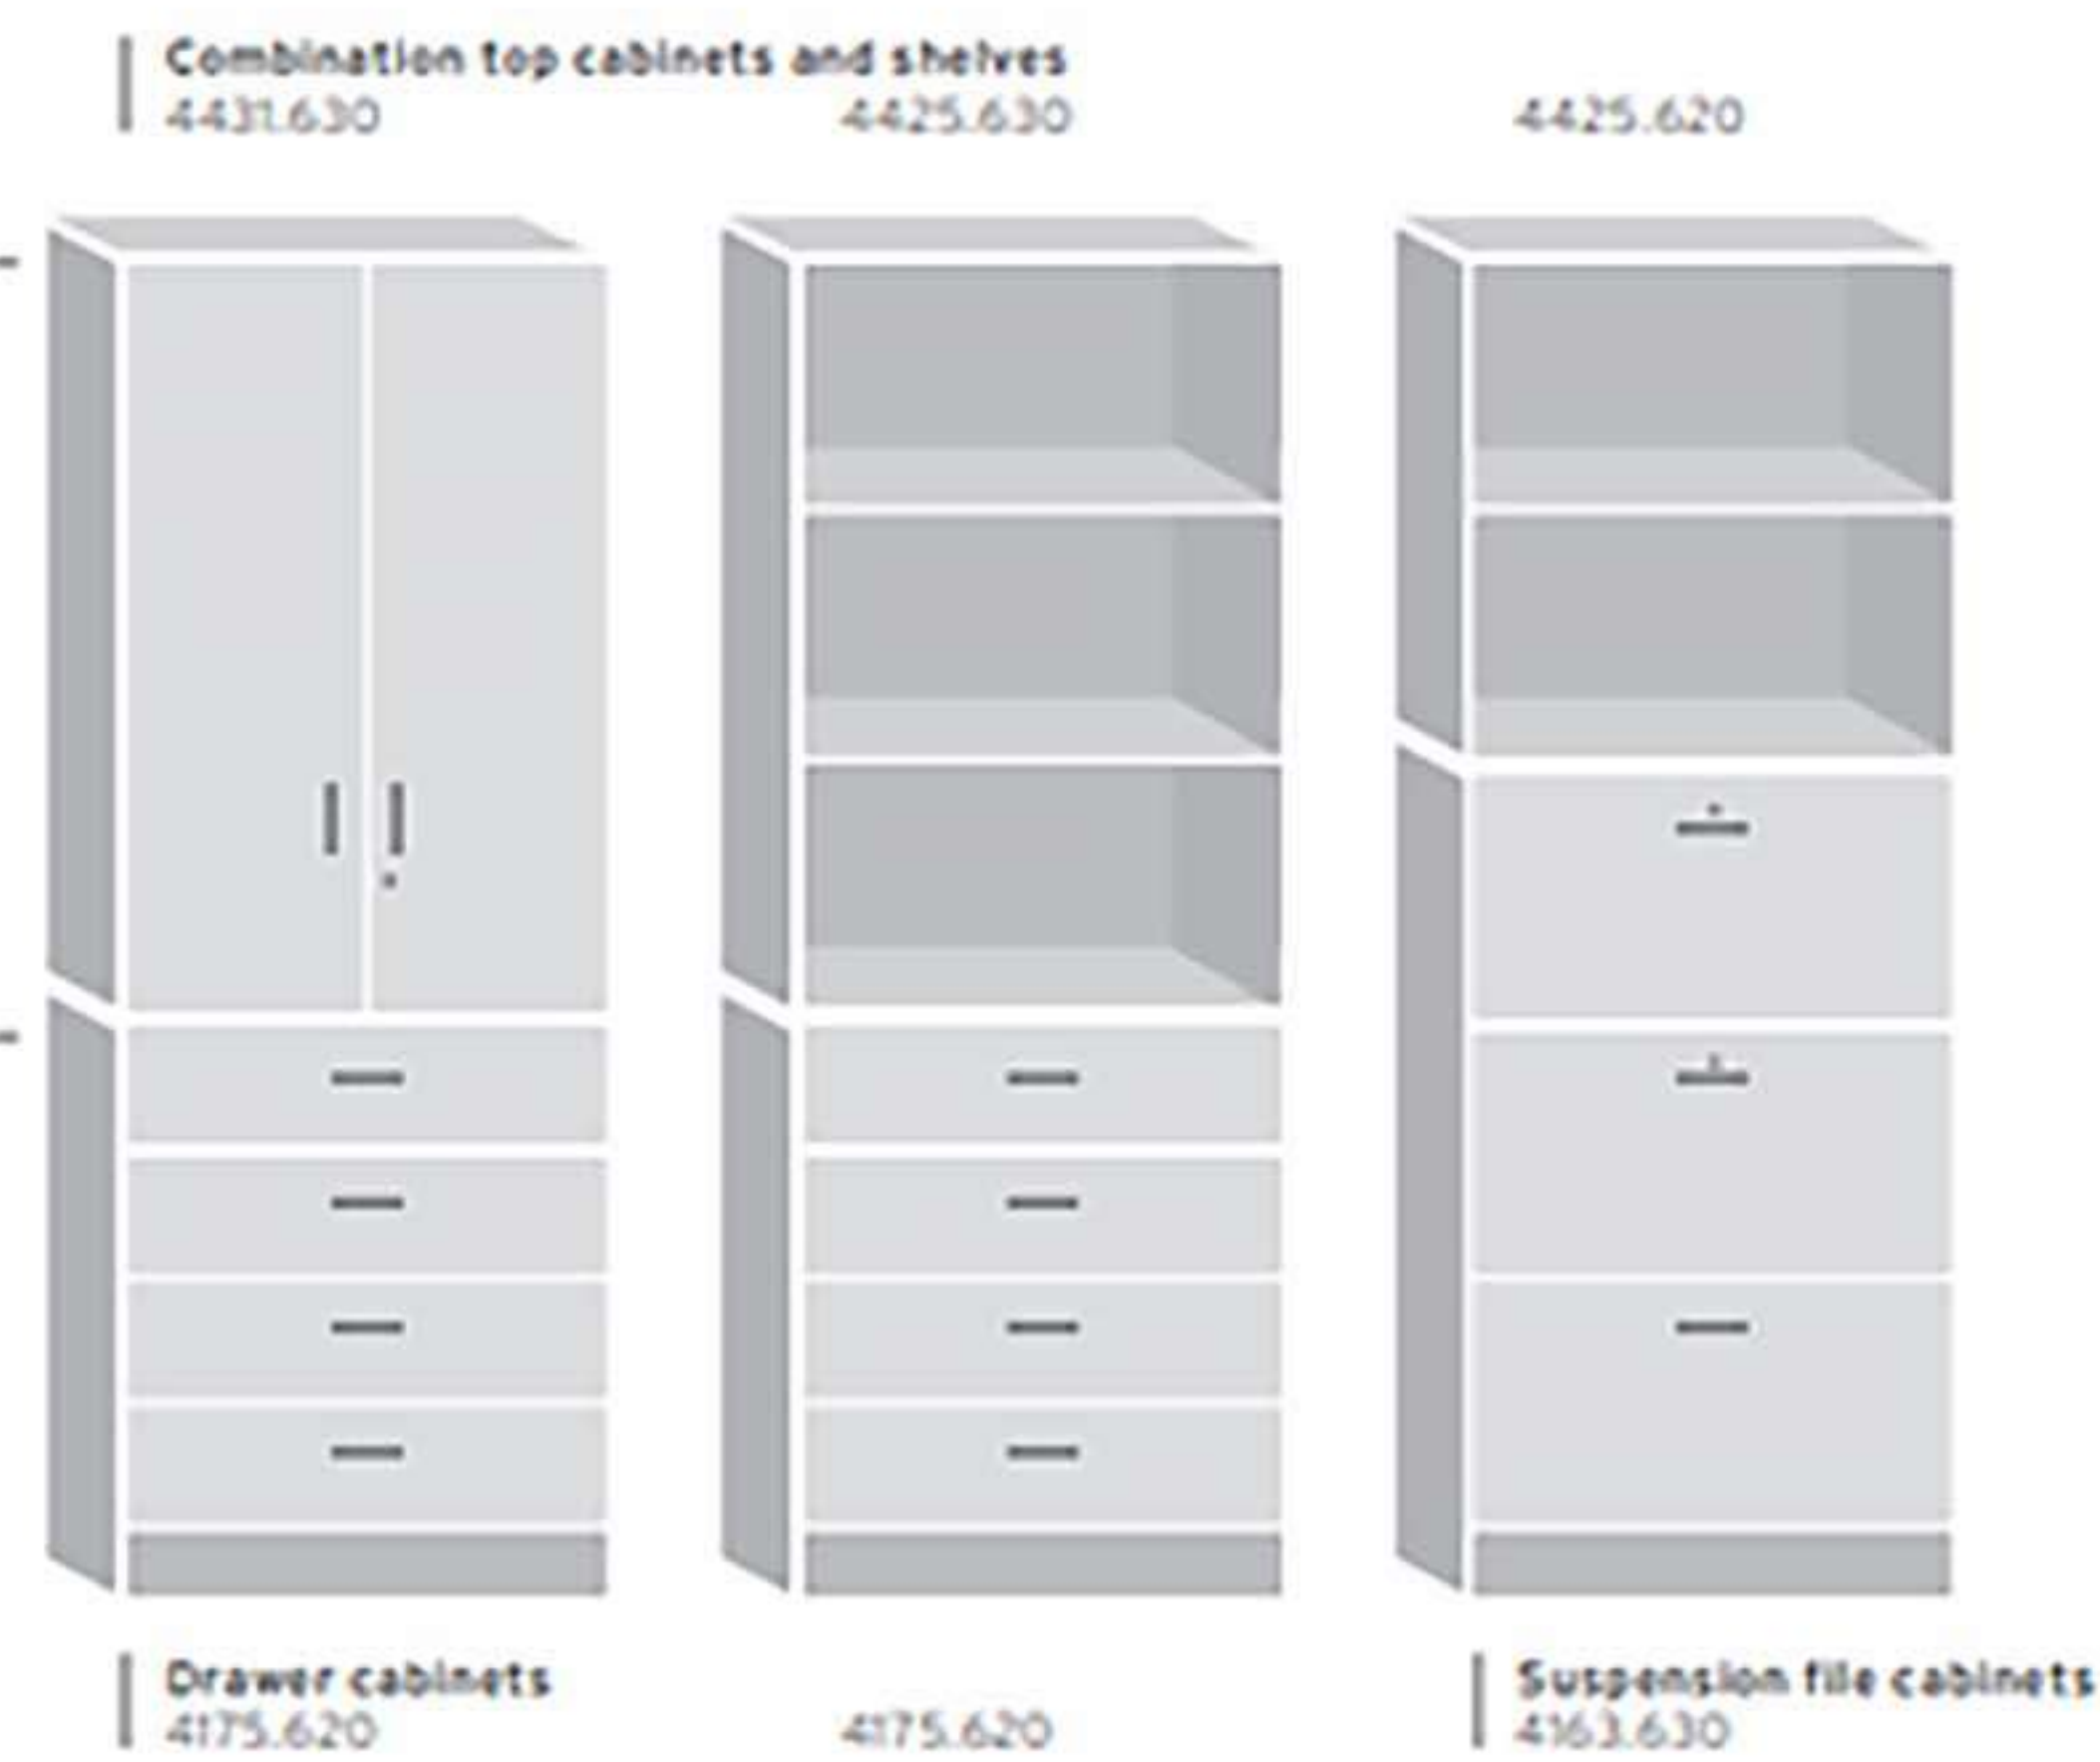 Combination top cabinets and shelves
4431.630 4425.630 4425.620
Drawer cabinets
4175.620 4175.620
Suspension file cabinets
4163.630